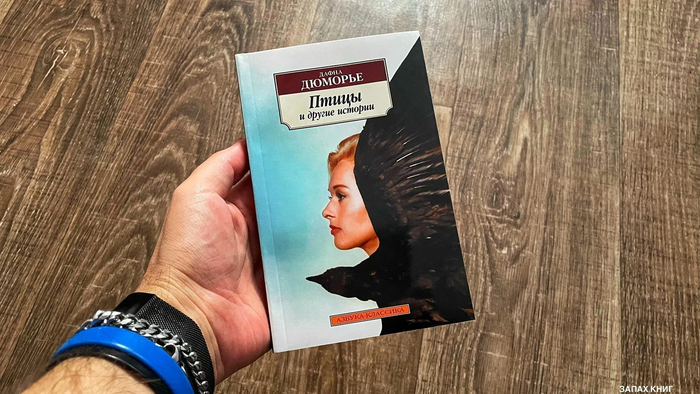 ДАФНА
ДЮМОРЬЕ
Птицы
и другие истории
АЗБУКА-КЛАССИКА
ЗАПАХ КНИГ